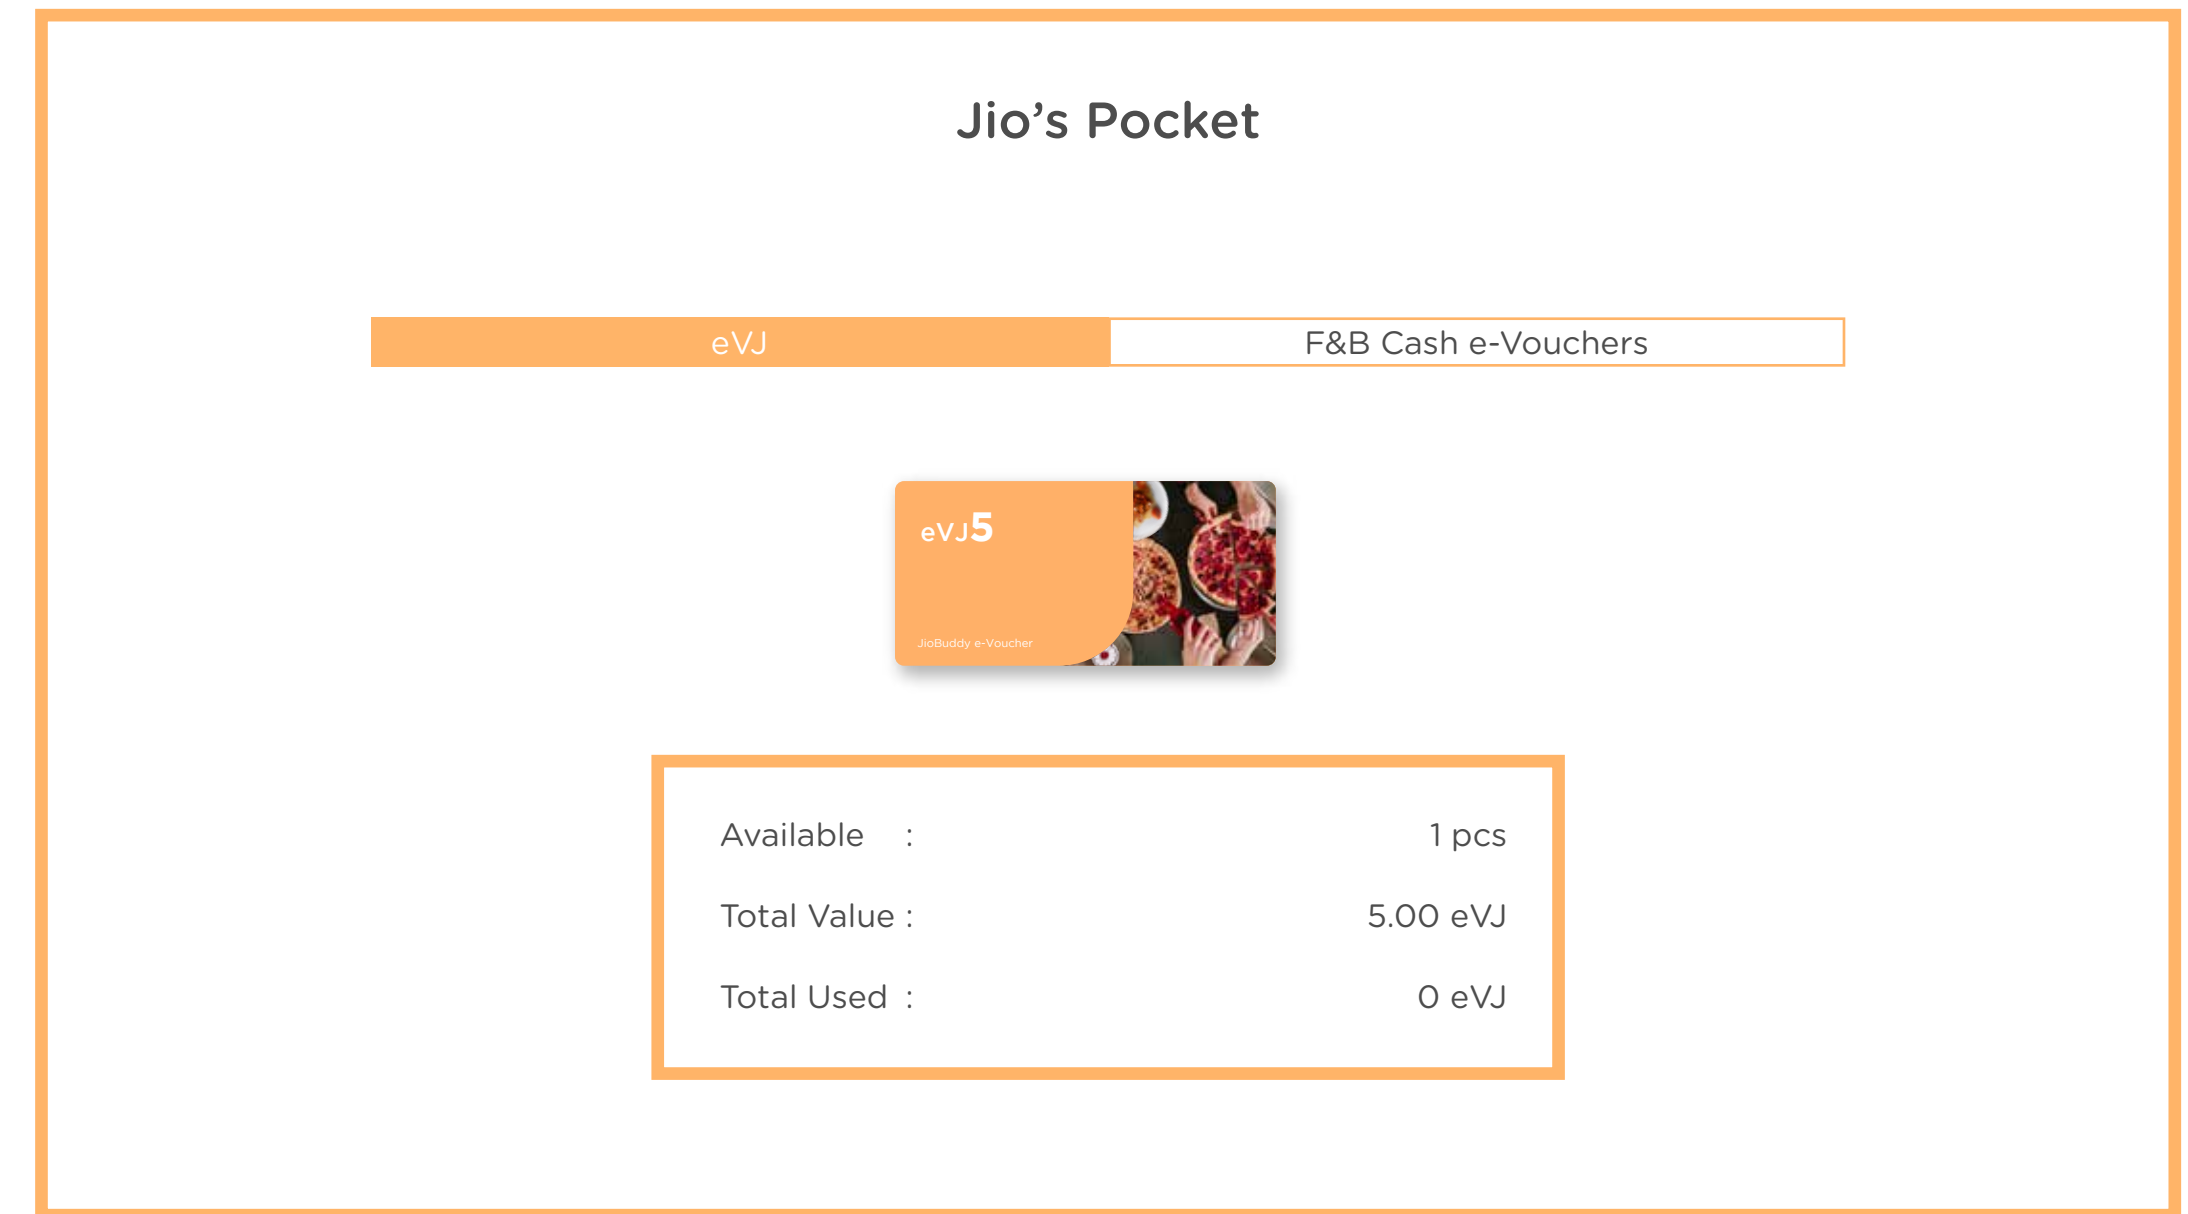 Jio’s Pocket
eVJ
F&B Cash e-Vouchers
eVJ5
JioBuddy e-Voucher
Available : 1 pcs
Total Value : 5.00 eVJ
Total Used : 0 eVJ